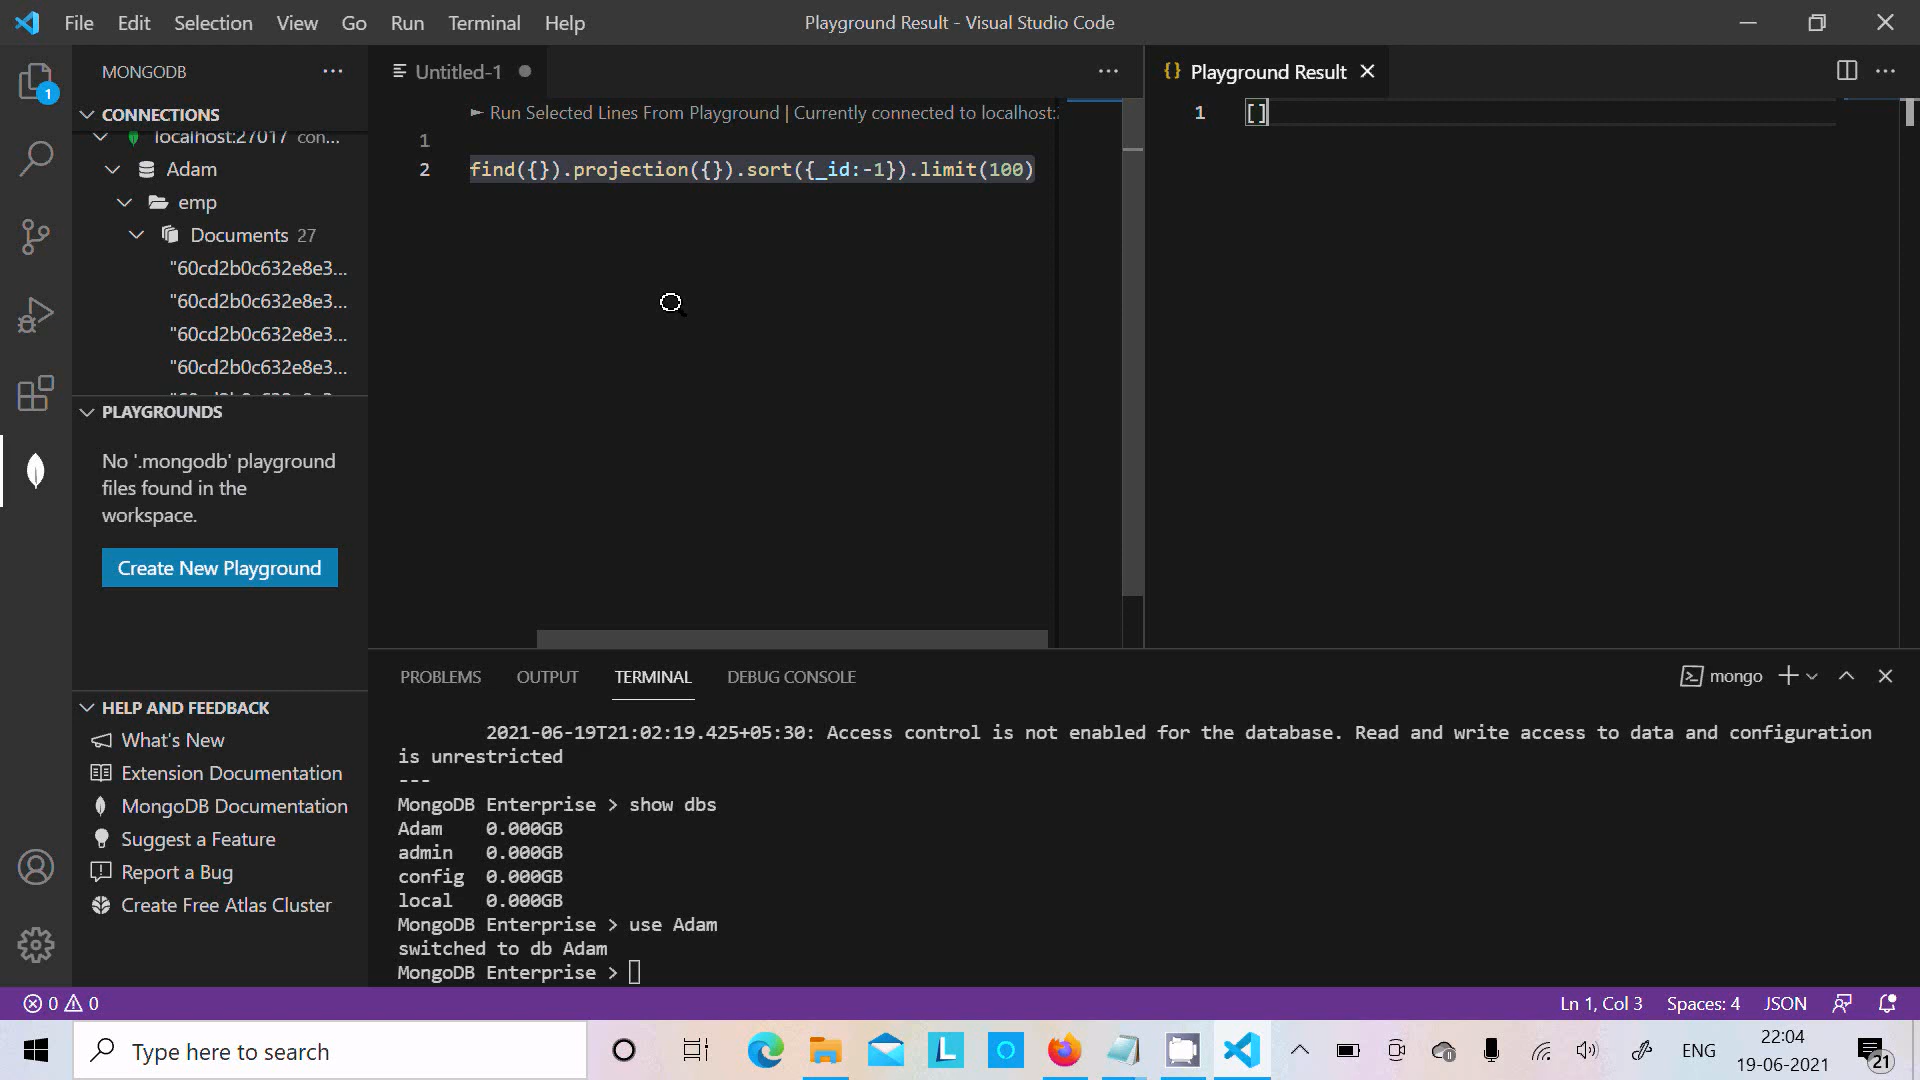 File Edit Selection View Go Run Terminal Help
Playground Result - Visual Studio Code
1
MONGODB
CONNECTIONS
localhost:27017 con...
Adam
emp
Documents 27
"60cd2b0c632e8e3...
"60cd2b0c632e8e3...
"60cd2b0c632e8e3...
"60cd2b0c632e8e3...
PLAYGROUNDS
No '.mongodb' playground
files found in the
workspace.
Create New Playground
HELP AND FEEDBACK
What's New
Extension Documentation
MongoDB Documentation
Suggest a Feature
Report a Bug
Create Free Atlas Cluster
Untitled-1
► Run Selected Lines From Playground | Currently connected to localhost:
1
2 find({}).projection({}).sort({_id:-1}).limit(100)
{} Playground Result
1 []
PROBLEMS OUTPUT TERMINAL DEBUG CONSOLE
mongo
2021-06-19T21:02:19.425+05:30: Access control is not enabled for the database. Read and write access to data and configuration
is unrestricted
---
MongoDB Enterprise > show dbs
Adam 0.000GB
admin 0.000GB
config 0.000GB
local 0.000GB
MongoDB Enterprise > use Adam
switched to db Adam
MongoDB Enterprise >
0 0
Ln 1, Col 3 Spaces: 4 JSON
Type here to search
L
O
ENG
22:04
19-06-2021
21